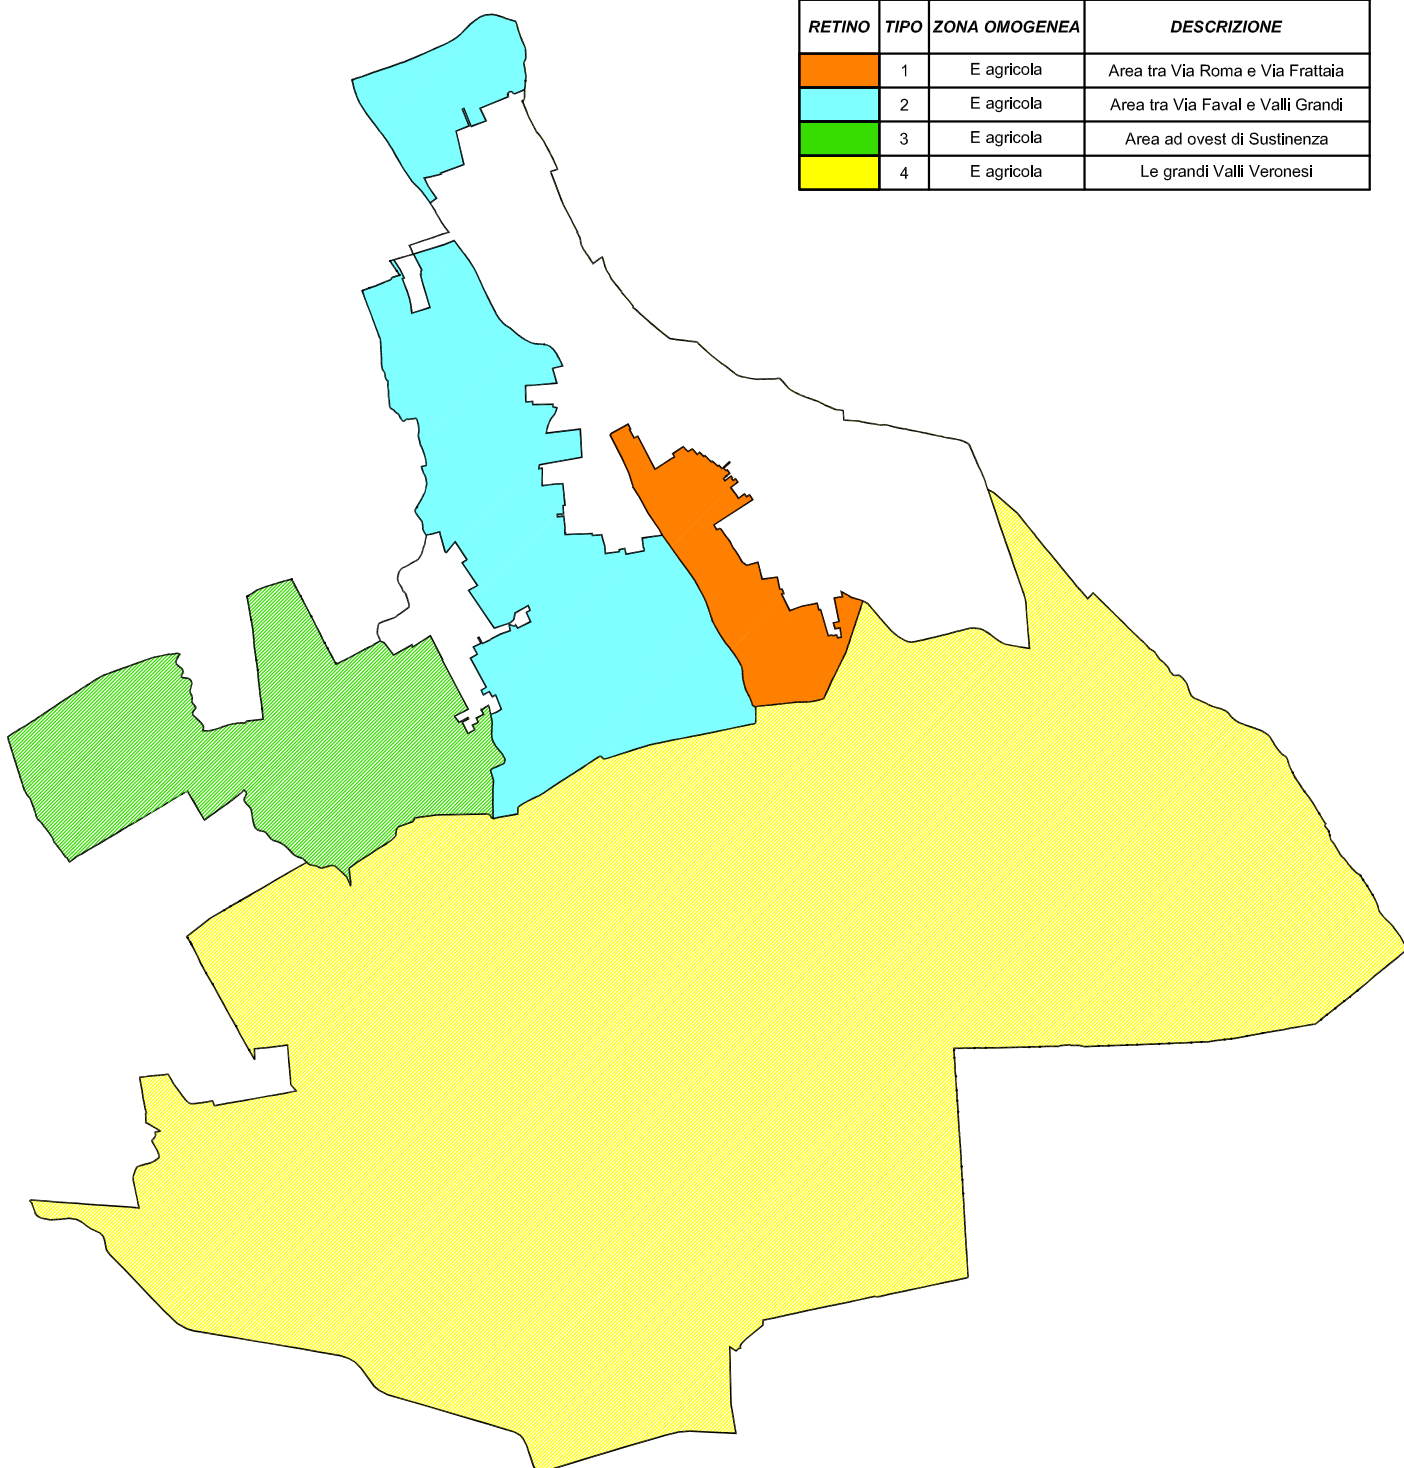 RETINO TIPO ZONA OMOGENEA DESCRIZIONE
1 E agricola Area tra Via Roma e Via Frattaia
2 E agricola Area tra Via Faval e Valli Grandi
3 E agricola Area ad ovest di Sustinenza
4 E agricola Le grandi Valli Veronesi